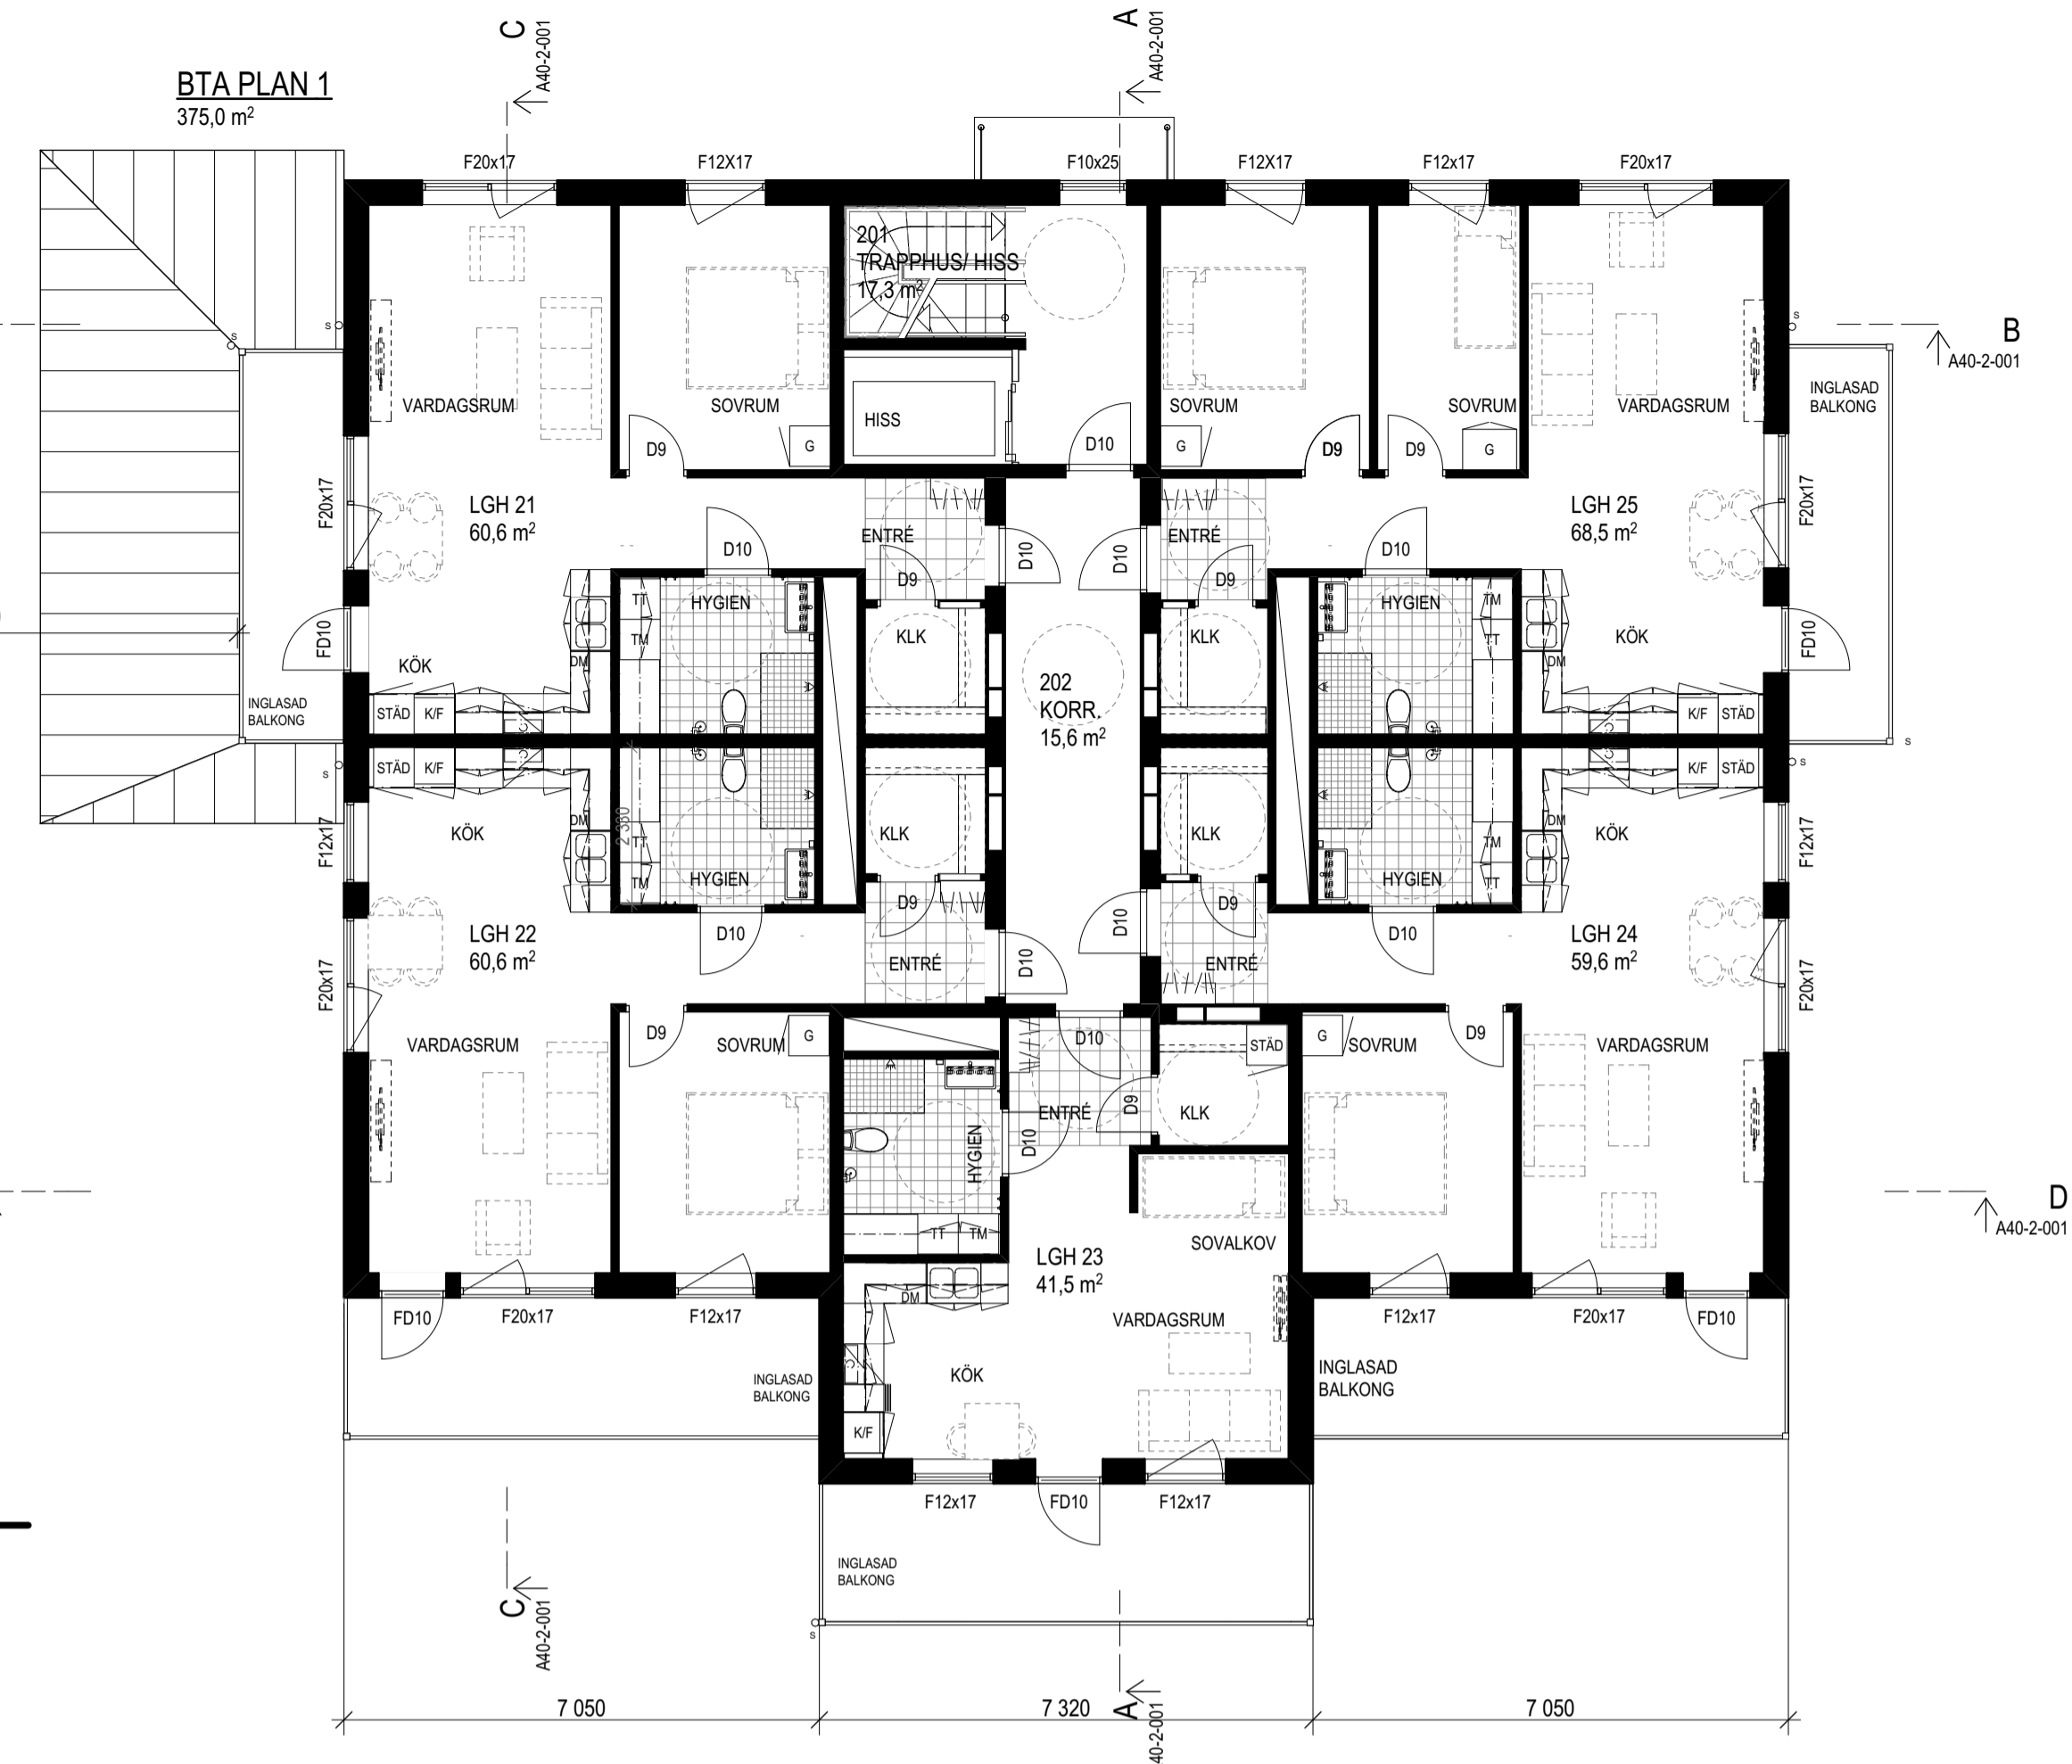 C
A40-2-001
A
A40-2-001
BTA PLAN 1
375,0 m²
F20x17
F12X17
F10x25
F12X17
F12x17
F20x17
201
TRAPPHUS/ HISS
17,3 m²
s
s
s
B
A40-2-001
VARDAGSRUM
SOVRUM
HISS
SOVRUM
SOVRUM
VARDAGSRUM
INGLASAD
BALKONG
D9
G
D10
G
D9
D9
G
F20x17
LGH 21
60,6 m²
ENTRÉ
ENTRÉ
LGH 25
68,5 m²
F20x17
D10
D10
D10
D10
D9
D9
TT
HYGIEN
HYGIEN
TM
FD10
TM
KLK
KLK
TT
KÖK
FD10
KÖK
DM
DM
202
KORR.
15,6 m²
INGLASAD
BALKONG
STÄD
K/F
K/F
STÄD
s
s
s
STÄD
K/F
K/F
STÄD
F12x17
KÖK
DM
2 330
TT
KLK
KLK
TM
DM
KÖK
F12x17
TM
HYGIEN
HYGIEN
TT
D9
D9
F20x17
LGH 22
60,6 m²
D10
D10
D10
D10
LGH 24
59,6 m²
F20x17
ENTRÉ
ENTRÉ
VARDAGSRUM
D9
SOVRUM
G
D10
STÄD
G
SOVRUM
D9
VARDAGSRUM
ENTRÉ
D9
KLK
HYGIEN
D10
D
A40-2-001
TT
TM
SOVALKOV
LGH 23
41,5 m²
DM
FD10
F20x17
F12x17
VARDAGSRUM
F12x17
F20x17
FD10
INGLASAD
BALKONG
KÖK
INGLASAD
BALKONG
K/F
F12x17
FD10
F12x17
INGLASAD
BALKONG
C
A40-2-001
s
A
40-2-001
7 050
7 320
7 050